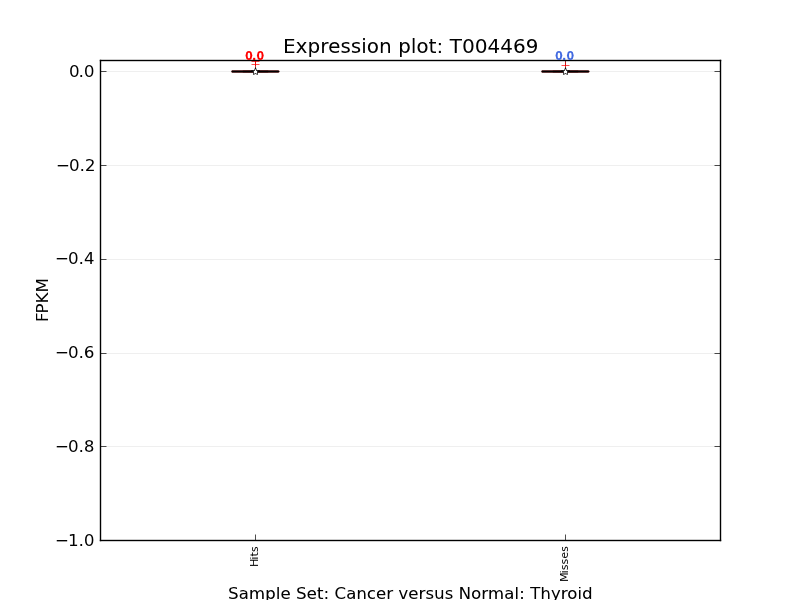 Expression plot: T004469
0.0 0.0
0.0
−0.2
−0.4
−0.6
−0.8
−1.0
FPKM
Hits
Misses
Sample Set: Cancer versus Normal: Thyroid